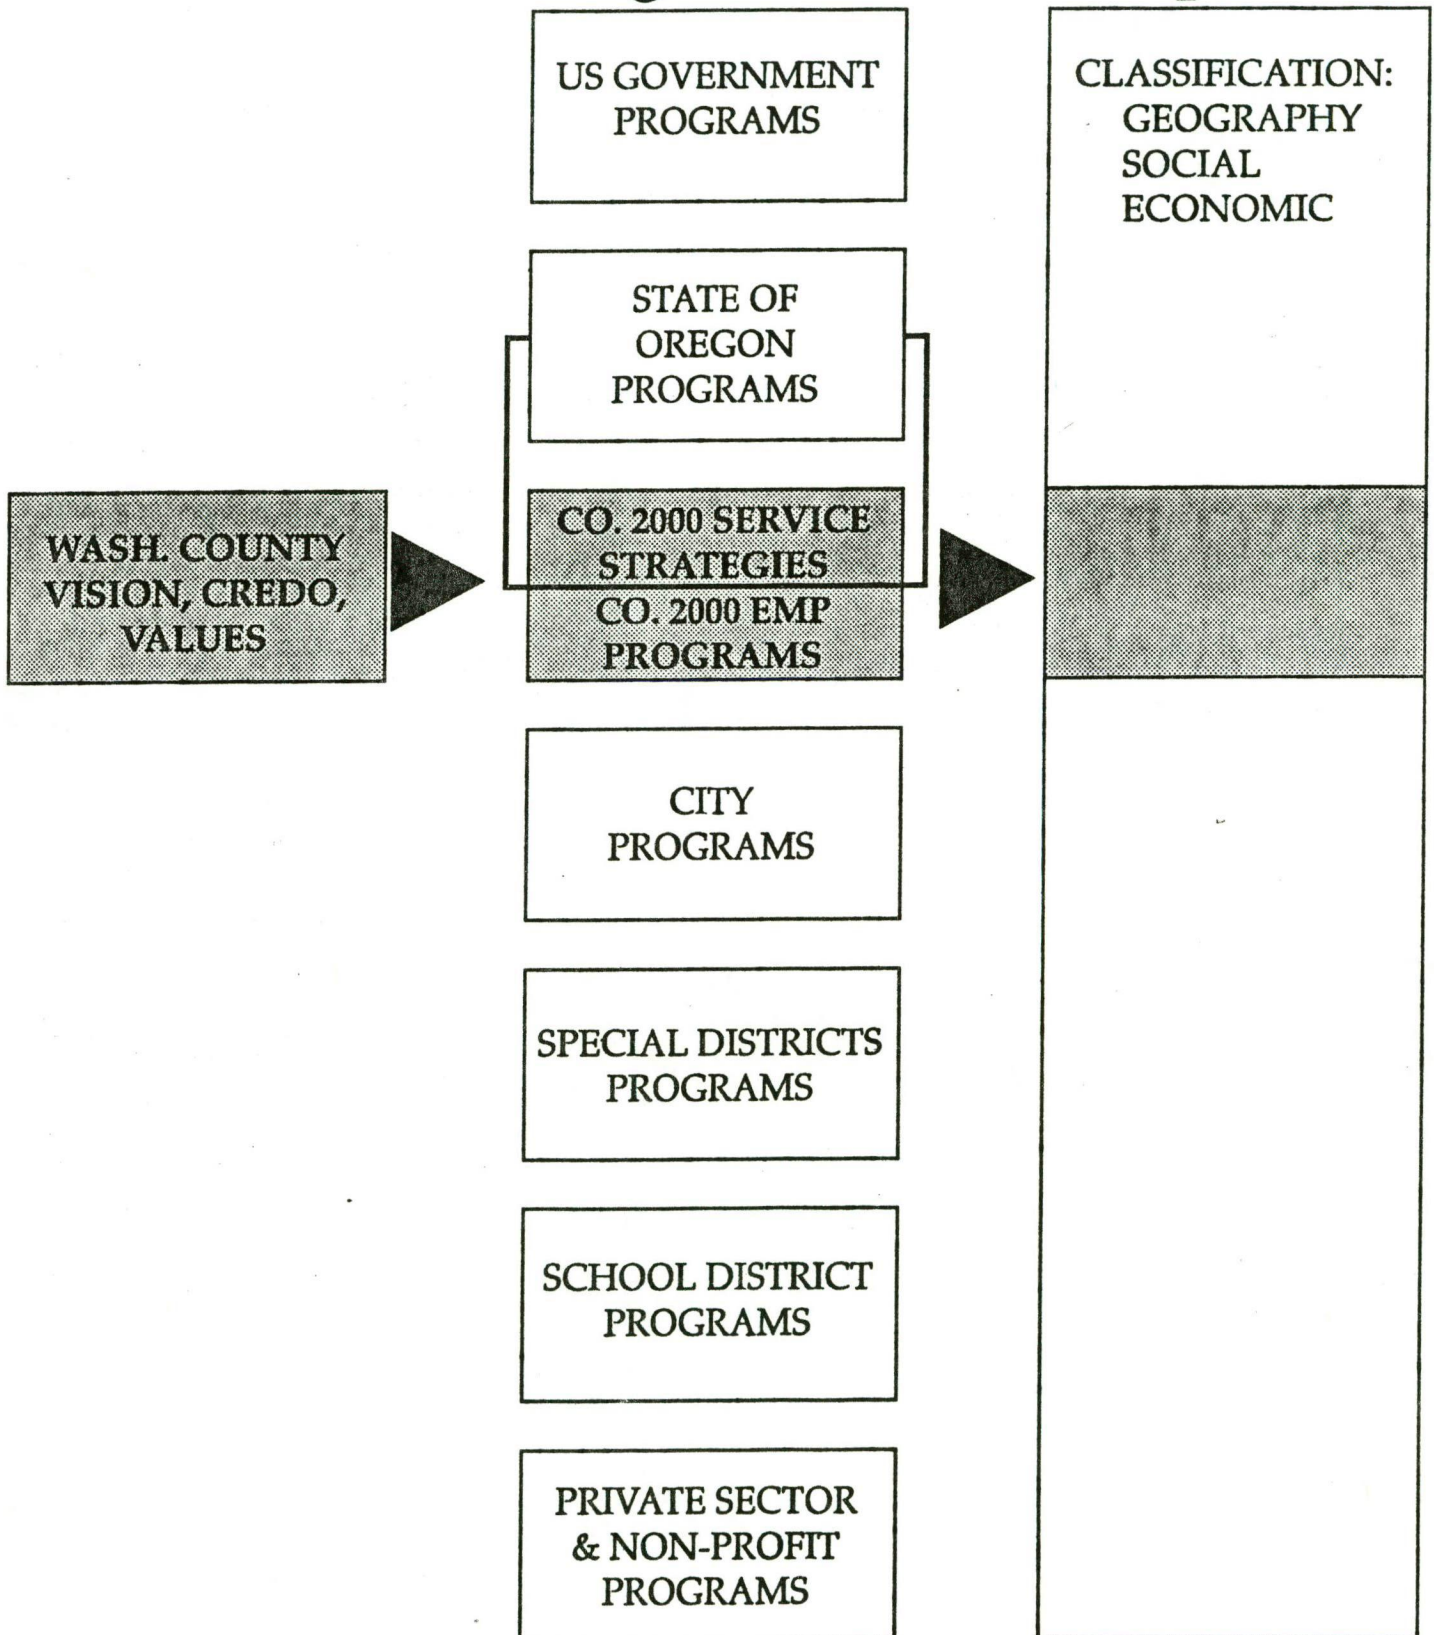 US GOVERNMENT
PROGRAMS
CLASSIFICATION:
GEOGRAPHY
SOCIAL
ECONOMIC
STATE OF
OREGON
PROGRAMS
WASH. COUNTY
VISION, CREDO,
VALUES
CO. 2000 SERVICE
STRATEGIES
CO. 2000 EMP
PROGRAMS
CITY
PROGRAMS
SPECIAL DISTRICTS
PROGRAMS
SCHOOL DISTRICT
PROGRAMS
PRIVATE SECTOR
& NON-PROFIT
PROGRAMS